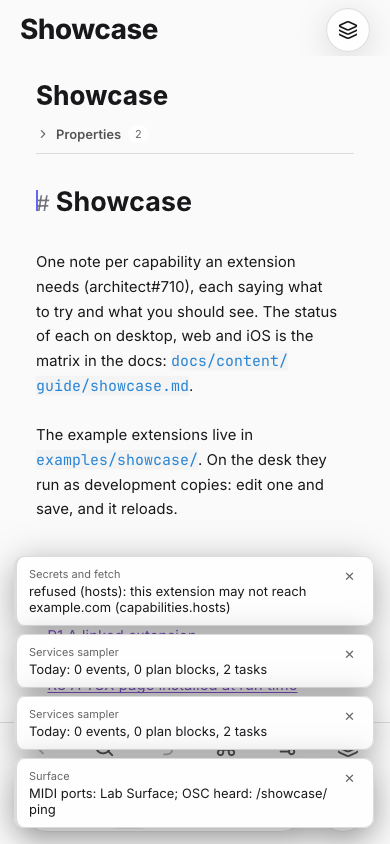 Showcase
Showcase
Properties 2
# Showcase
One note per capability an extension
needs (architect#710), each saying what
to try and what you should see. The status
of each on desktop, web and iOS is the
matrix in the docs: docs/content/
guide/showcase.md.
The example extensions live in
examples/showcase/. On the desk they
run as development copies: edit one and
save, and it reloads.
Secrets and fetch
refused (hosts): this extension may not reach
example.com (capabilities.hosts)
Services sampler
Today: 0 events, 0 plan blocks, 2 tasks
Services sampler
Today: 0 events, 0 plan blocks, 2 tasks
Surface
MIDI ports: Lab Surface; OSC heard: /showcase/
ping